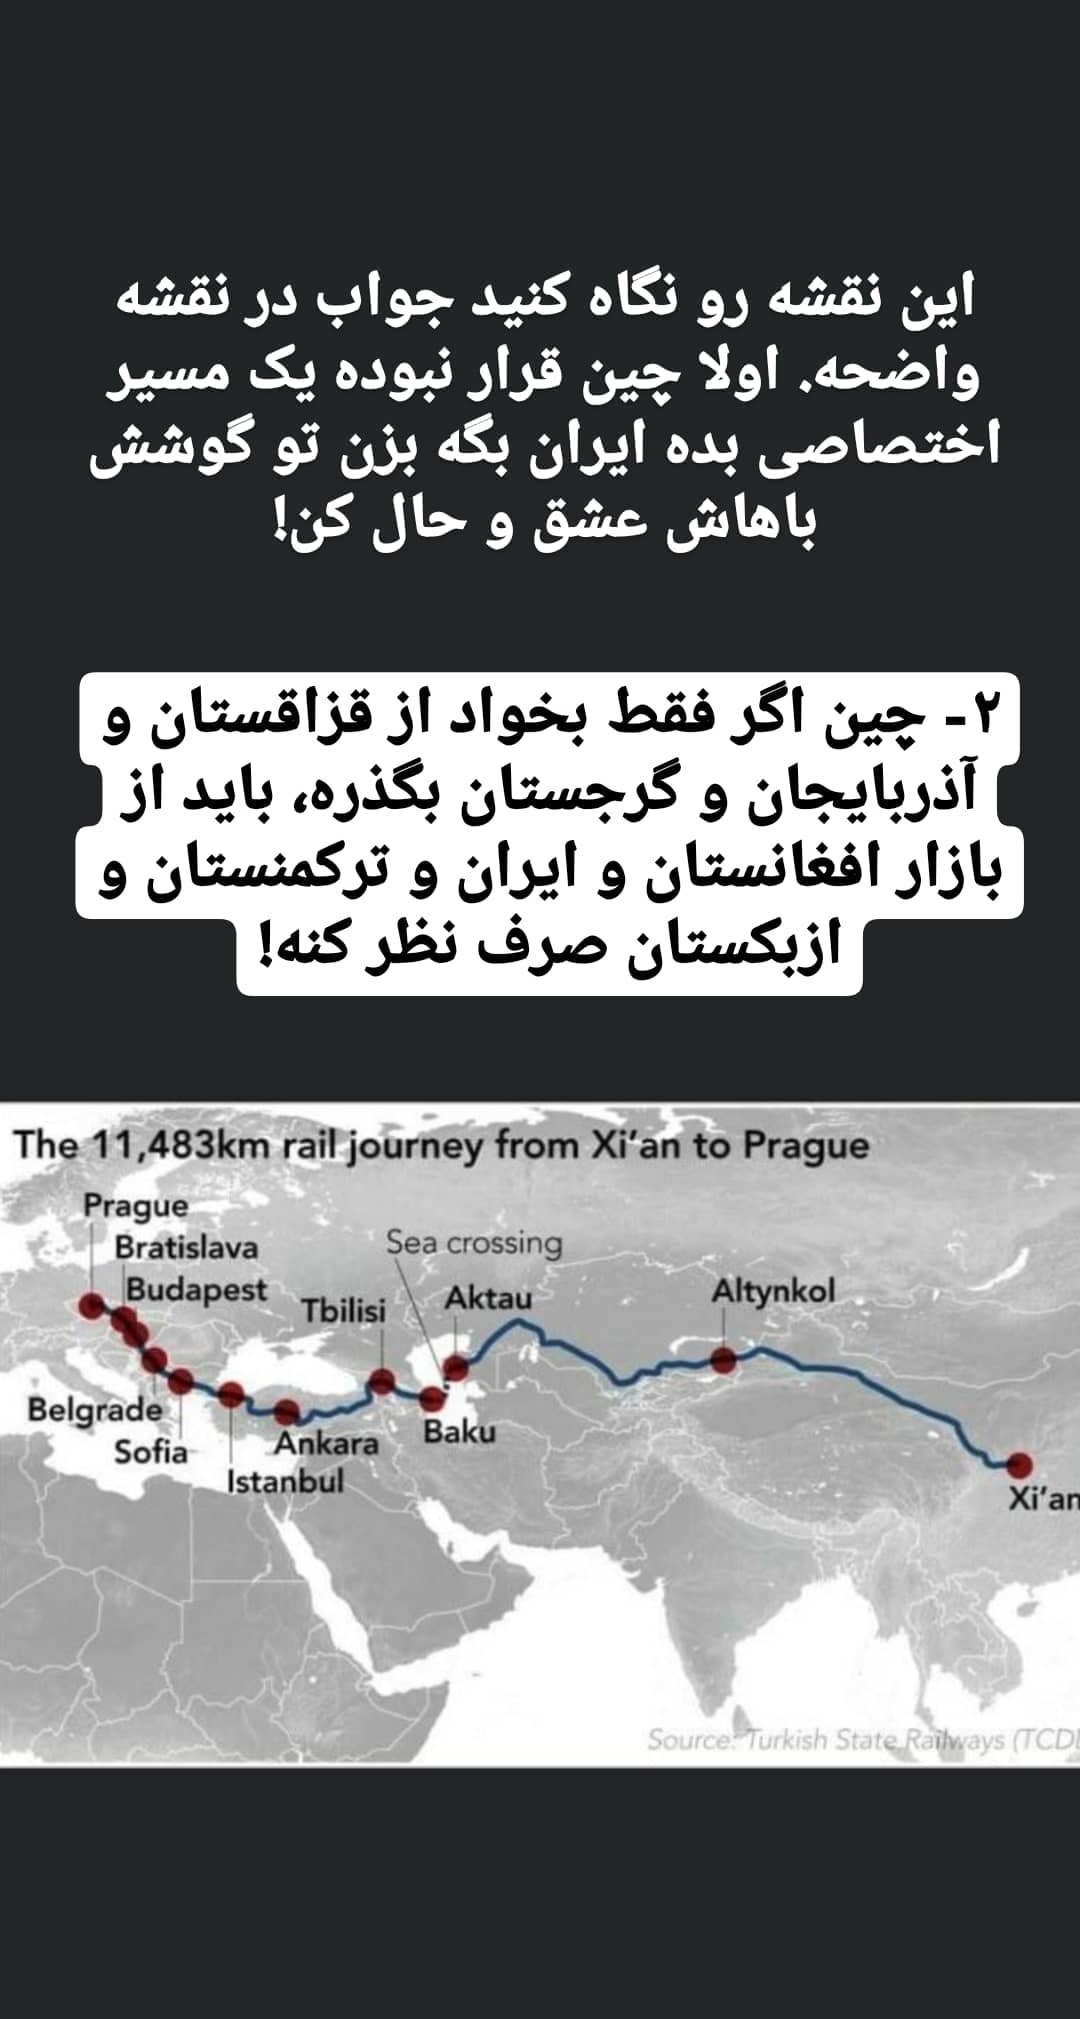 این نقشه رو نگاه کنید جواب در نقشه
واضحه. اولا چین قرار نبوده یک مسیر
اختصاصی بده ایران بگه بزن تو گوشش
باهاش عشق و حال کن!
۲- چین اگر فقط بخواد از قزاقستان و
آذربایجان و گرجستان بگذره، باید از
بازار افغانستان و ایران و ترکمنستان و
ازبکستان صرف نظر کنه!
The 11,483km rail journey from Xi'an to Prague
Prague
Bratislava
Budapest
Sea crossing
Tbilisi
Aktau
Altynkol
Belgrade
Sofia
Istanbul
Ankara
Baku
Xi'an
Source: Turkish State Railways (TCD